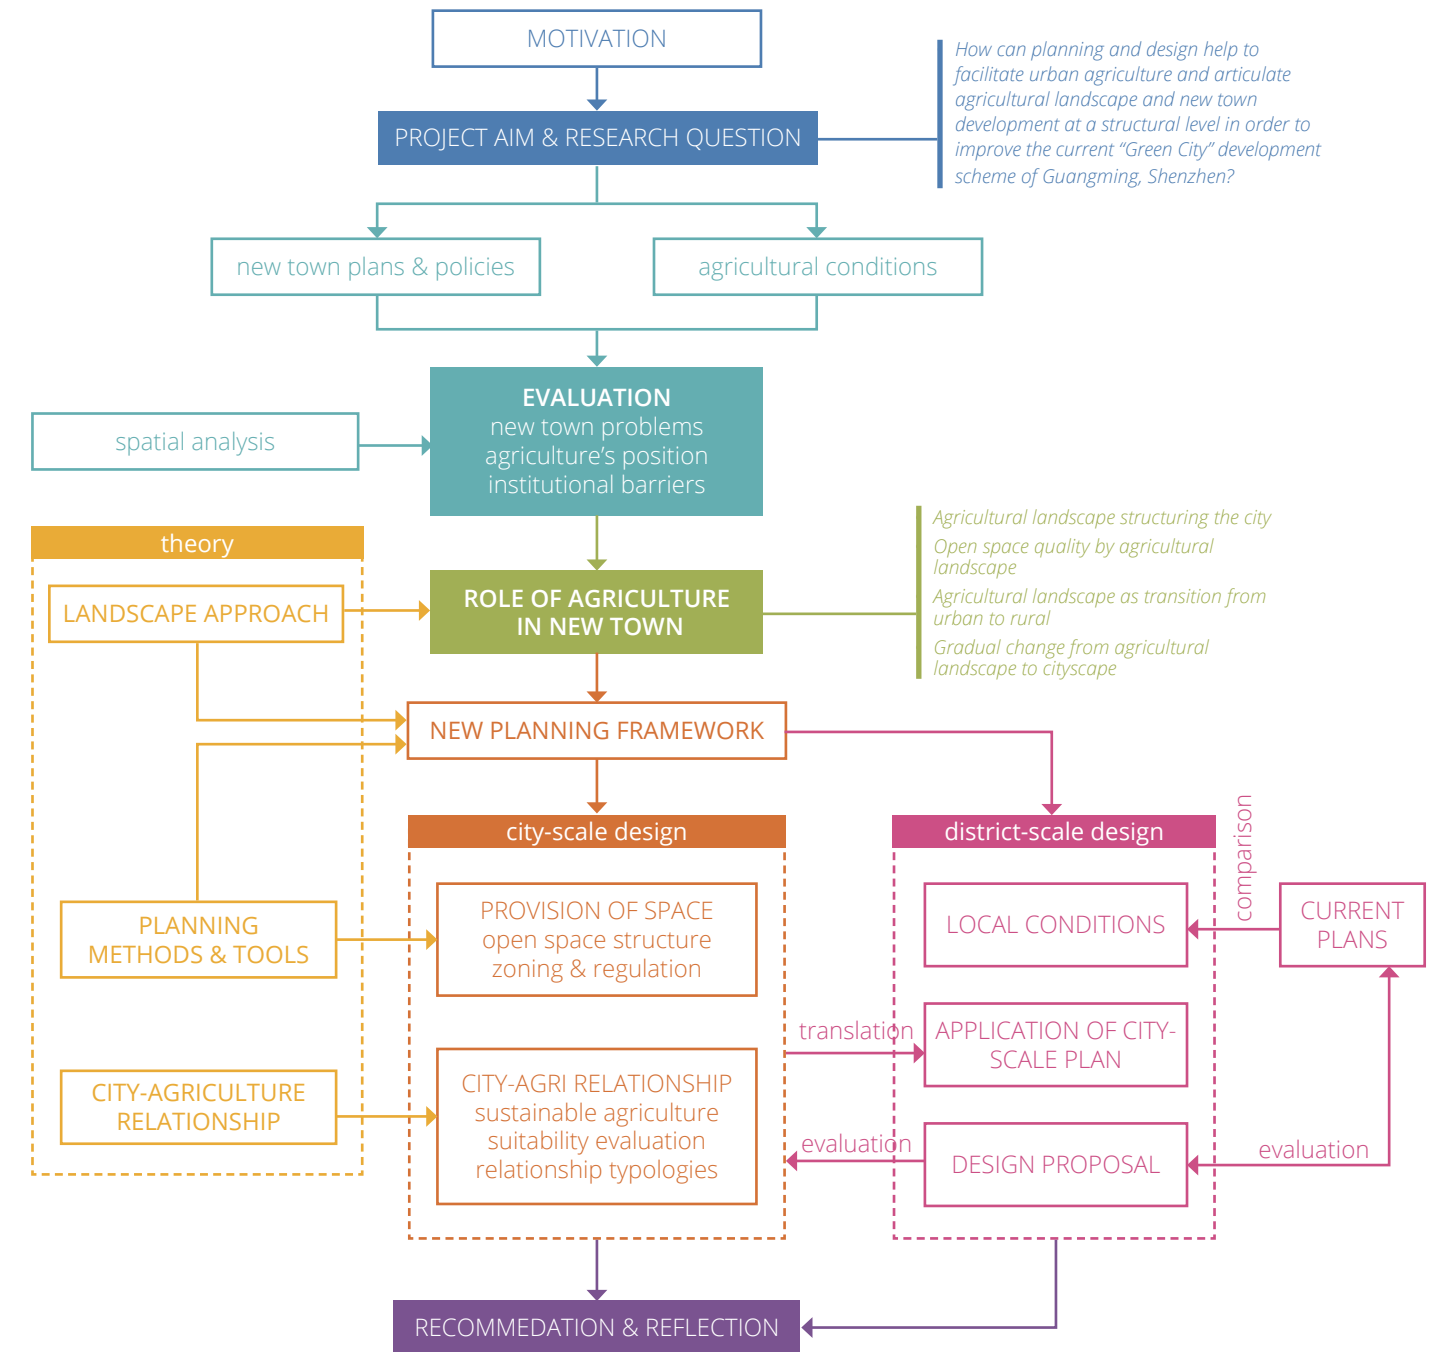 MOTIVATION
How can planning and design help to
facilitate urban agriculture and articulate
agricultural landscape and new town
development at a structural level in order to
improve the current “Green City” development
scheme of Guangming, Shenzhen?
PROJECT AIM & RESEARCH QUESTION
new town plans & policies
agricultural conditions
EVALUATION
new town problems
agriculture’s position
institutional barriers
spatial analysis
theory
LANDSCAPE APPROACH
ROLE OF AGRICULTURE
IN NEW TOWN
Agricultural landscape structuring the city
Open space quality by agricultural
landscape
Agricultural landscape as transition from
urban to rural
Gradual change from agricultural
landscape to cityscape
NEW PLANNING FRAMEWORK
city-scale design
district-scale design
comparison
PLANNING
METHODS & TOOLS
PROVISION OF SPACE
open space structure
zoning & regulation
LOCAL CONDITIONS
CURRENT
PLANS
translation
APPLICATION OF CITY-
SCALE PLAN
CITY-AGRICULTURE
RELATIONSHIP
CITY-AGRI RELATIONSHIP
sustainable agriculture
suitability evaluation
relationship typologies
evaluation
DESIGN PROPOSAL
evaluation
RECOMMEDATION & REFLECTION